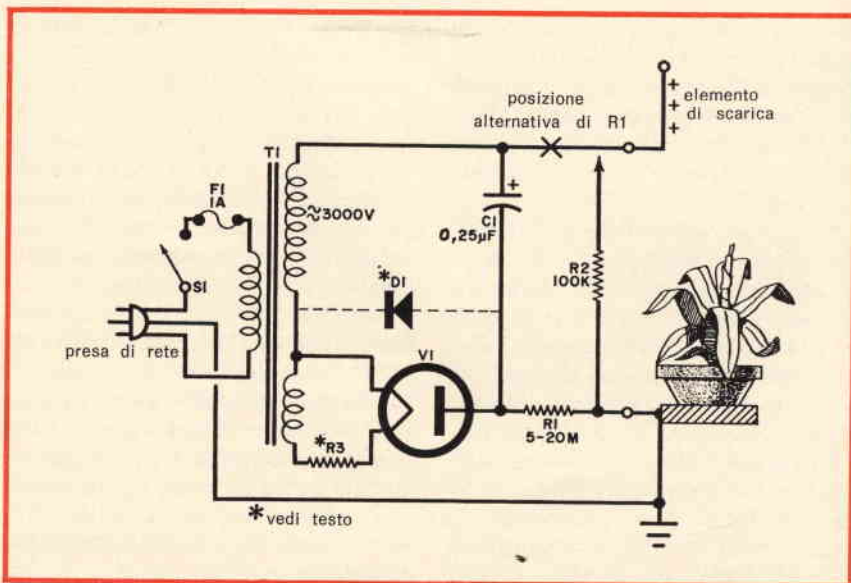 posizione
alternativa di R1
+
+
+
elemento
di scarica
T1
F1
1A
≈3000V
+
C1
0,25µF
R2
100K
S1
*D1
presa di rete
V1
R1
5-20M
*R3
*vedi testo